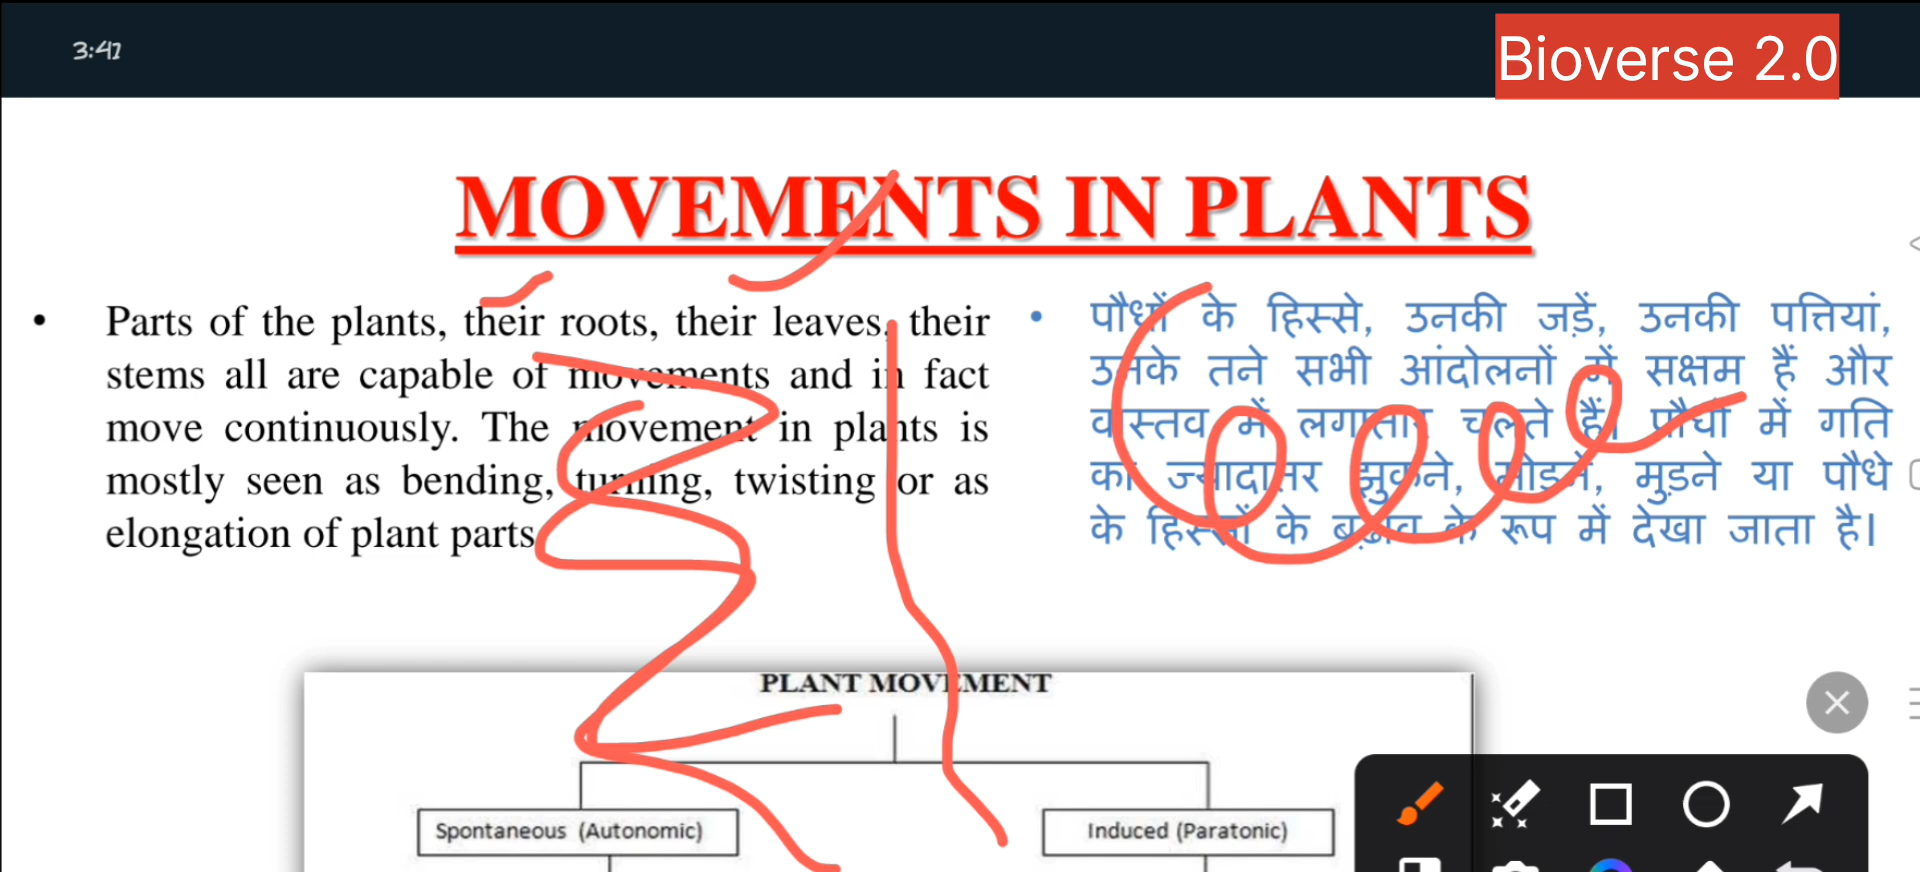 3:41
Bioverse 2.0
MOVEMENTS IN PLANTS
• Parts of the plants, their roots, their leaves, their
stems all are capable of movements and in fact
move continuously. The movement in plants is
mostly seen as bending, turning, twisting or as
elongation of plant parts
• पौधों के हिस्से, उनकी जड़ें, उनकी पत्तियां,
उनके तने सभी आंदोलनों में सक्षम हैं और
वास्तव में लगातार चलते हैं। पौधों में गति
को ज्यादातर झुकने, मोड़ने, मुड़ने या पौधे
के हिस्सों के बढ़ाव के रूप में देखा जाता है।
PLANT MOVEMENT
Spontaneous (Autonomic)
Induced (Paratonic)